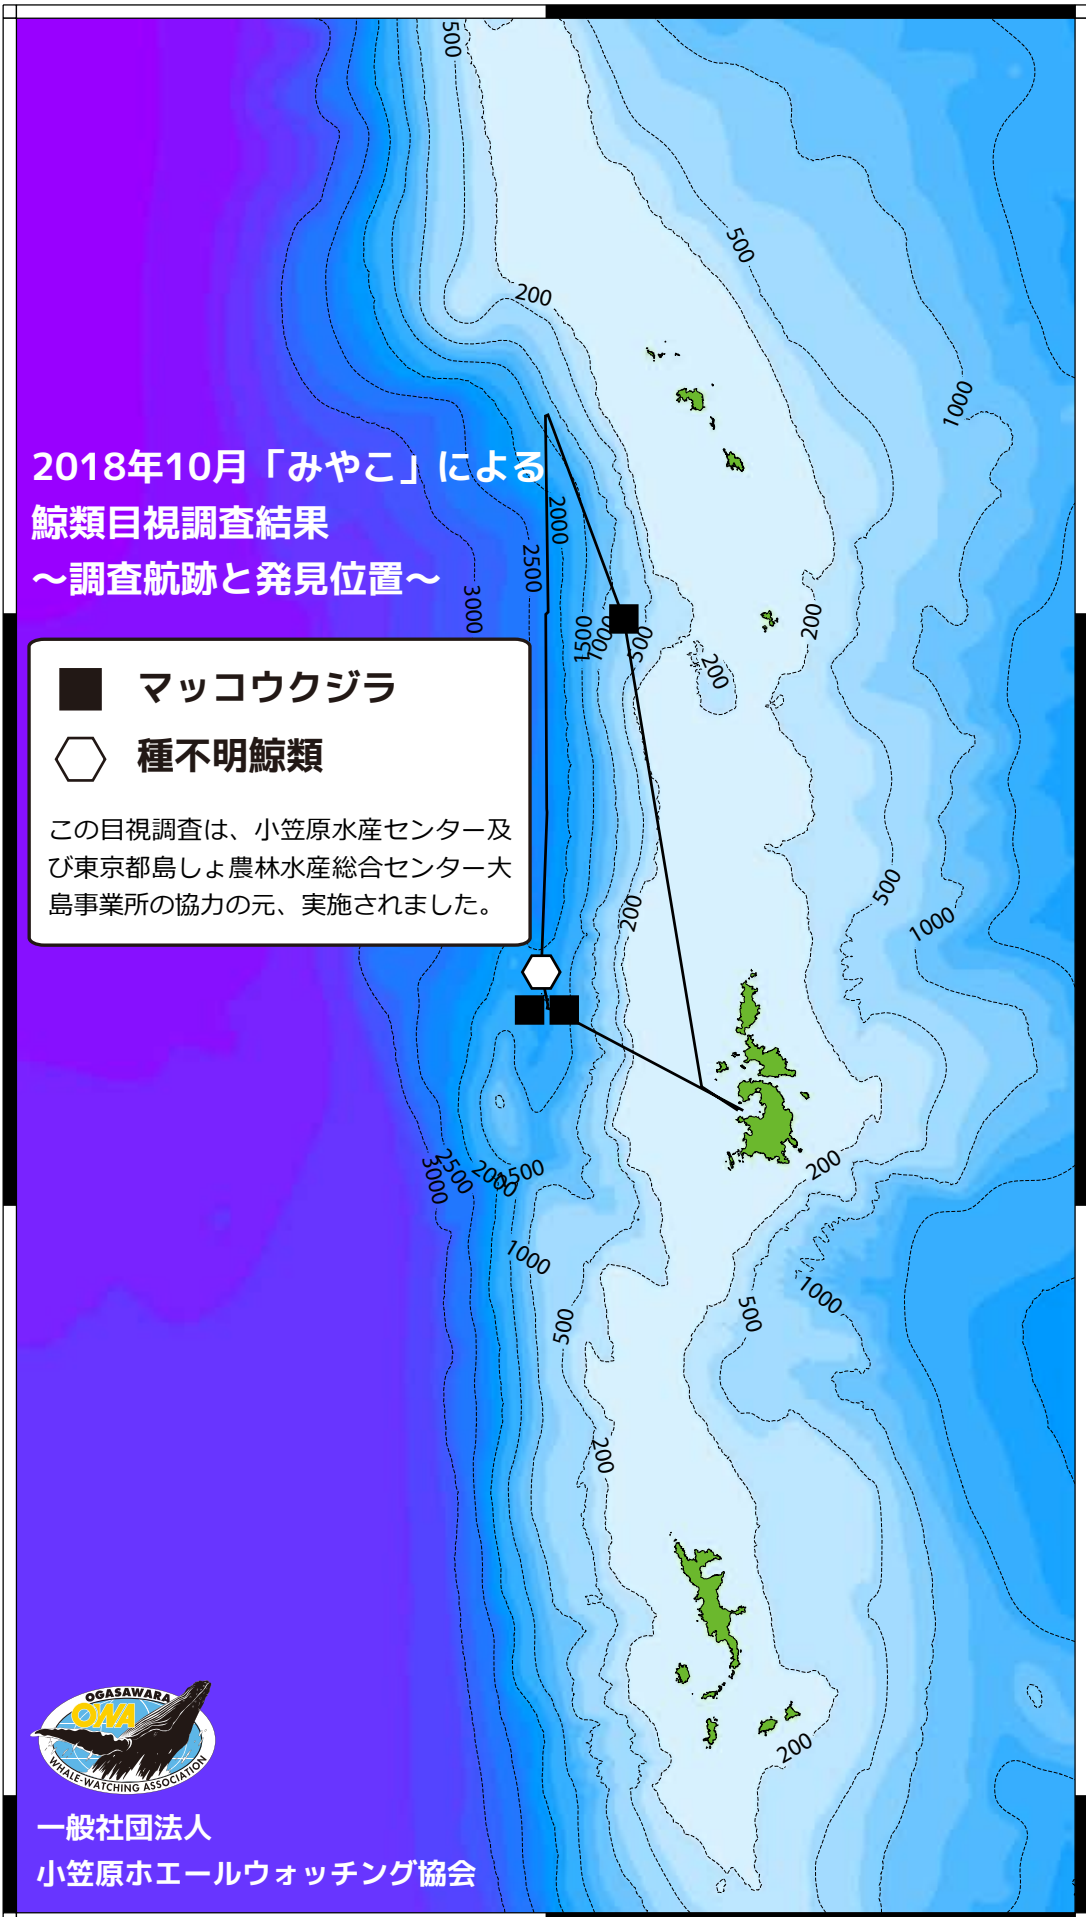 500
500
200
1000
2018年10月「みやこ」による
鯨類目視調査結果
～調査航跡と発見位置～
2000
2500
3000
1500
1000
500
200
200
マッコウクジラ
種不明鯨類
この目視調査は、小笠原水産センター及
び東京都島しょ農林水産総合センター大
島事業所の協力の元、実施されました。
500
200
1000
3000
2500
2000
1500
200
1000
1000
500
500
200
200
OGASAWARA
OWA
WHALE-WATCHING ASSOCIATION
一般社団法人
小笠原ホエールウォッチング協会